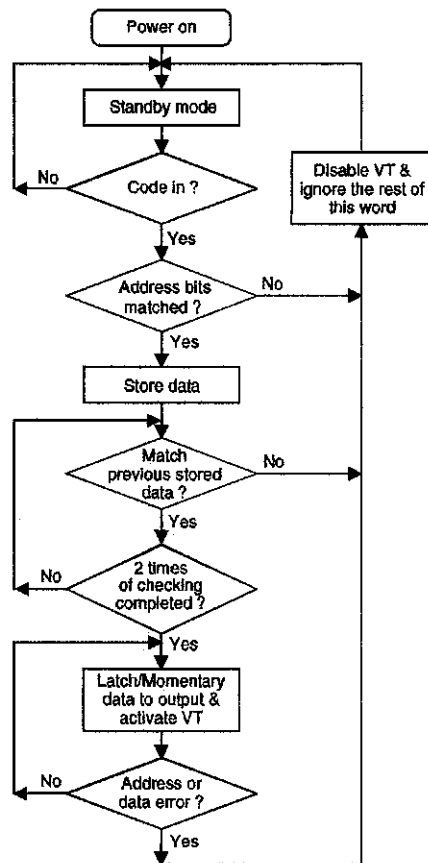 Power on
Standby mode
Disable VT &
ignore the rest of
this word
No
Code in ?
Yes
Address bits
matched ?
No
Yes
Store data
Match
previous stored
data ?
No
Yes
No
2 times
of checking
completed ?
Yes
Latch/Momentary
data to output &
activate VT
No
Address or
data error ?
Yes